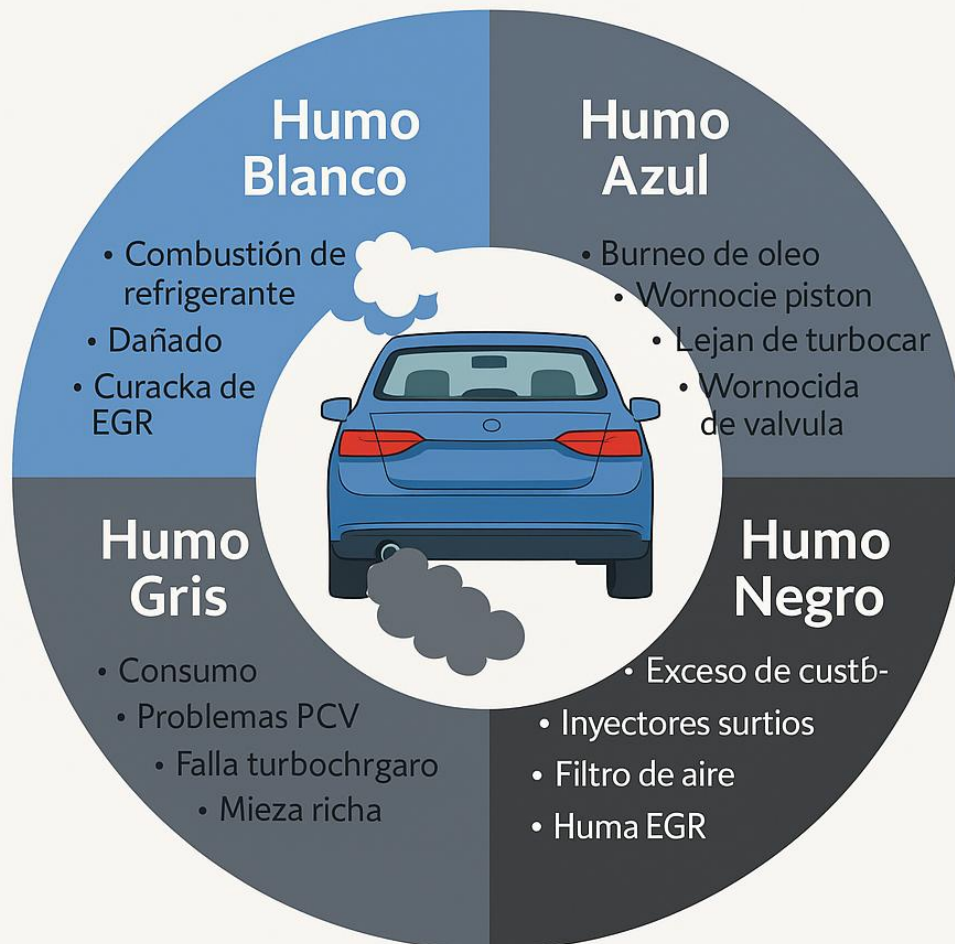 Humo
Blanco
• Combustión de
refrigerante
• Dañado
• Curacka de
EGR
Humo
Azul
• Burneo de oleo
• Wornocie piston
• Lejan de turbocar
• Wornocida
de valvula
Humo
Gris
• Consumo
• Problemas PCV
• Falla turbochrgaro
• Mieza richa
Humo
Negro
• Exceso de custb-
• Inyectores surtios
• Filtro de aire
• Huma EGR